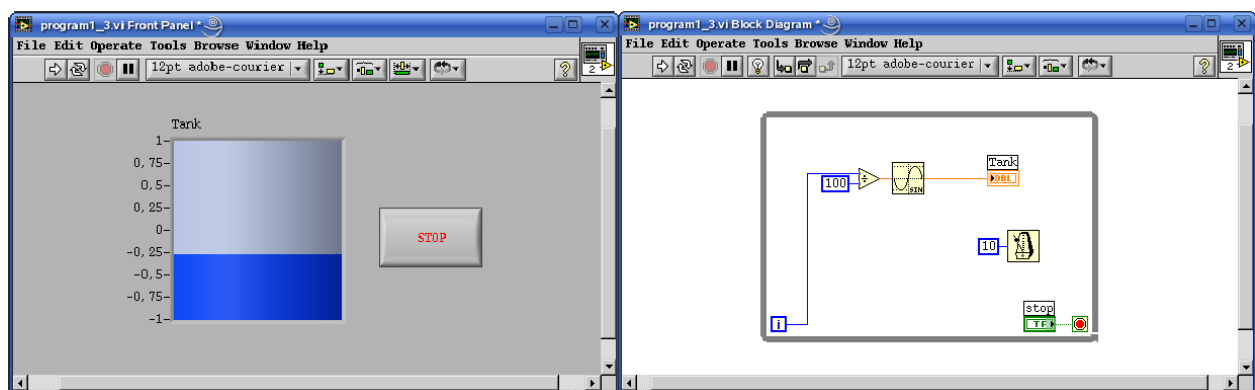 program1_3.vi Front Panel *
File Edit Operate Tools Browse Window Help
12pt adobe-courier
?
2
Tank
1
0,75
0,5
0,25
0
-0,25
-0,5
-0,75
-1
STOP
program1_3.vi Block Diagram *
File Edit Operate Tools Browse Window Help
12pt adobe-courier
?
2
100
÷
SIN
Tank
DBL
10
i
stop
TF